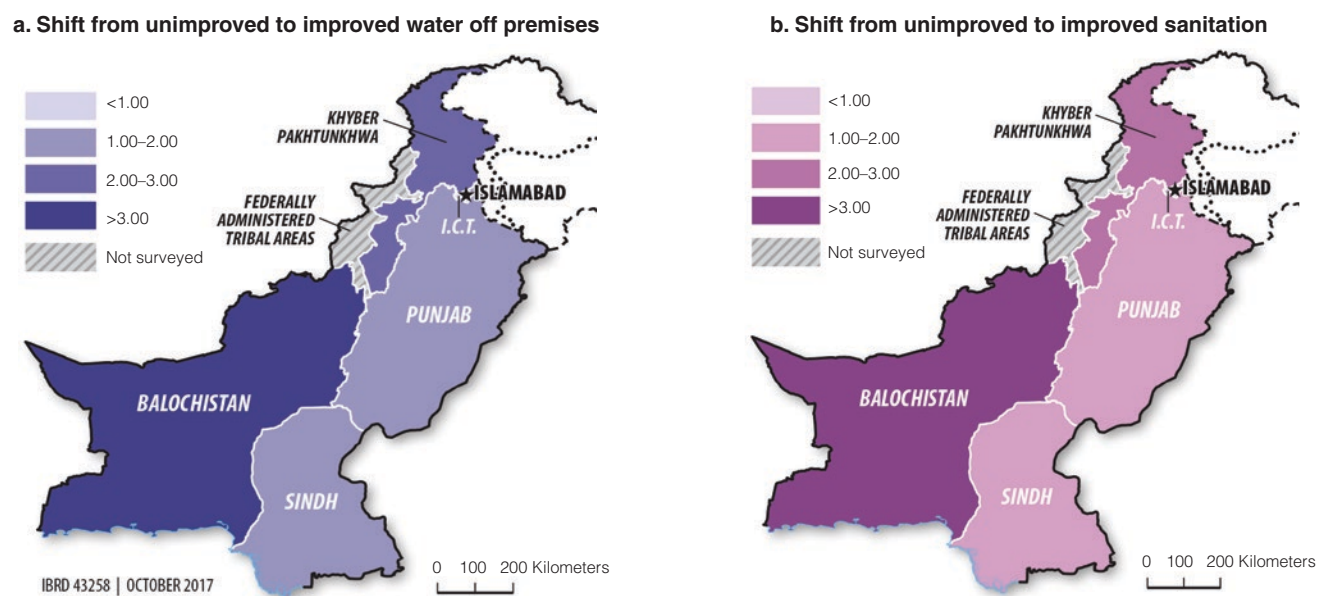 a. Shift from unimproved to improved water off premises
<1.00
1.00–2.00
2.00–3.00
>3.00
Not surveyed
KHYBER
PAKHTUNKHWA
FEDERALLY
ADMINISTERED
TRIBAL AREAS
ISLAMABAD
I.C.T.
PUNJAB
BALOCHISTAN
SINDH
0 100 200 Kilometers
IBRD 43258 | OCTOBER 2017
b. Shift from unimproved to improved sanitation
<1.00
1.00–2.00
2.00–3.00
>3.00
Not surveyed
KHYBER
PAKHTUNKHWA
FEDERALLY
ADMINISTERED
TRIBAL AREAS
ISLAMABAD
I.C.T.
PUNJAB
BALOCHISTAN
SINDH
0 100 200 Kilometers